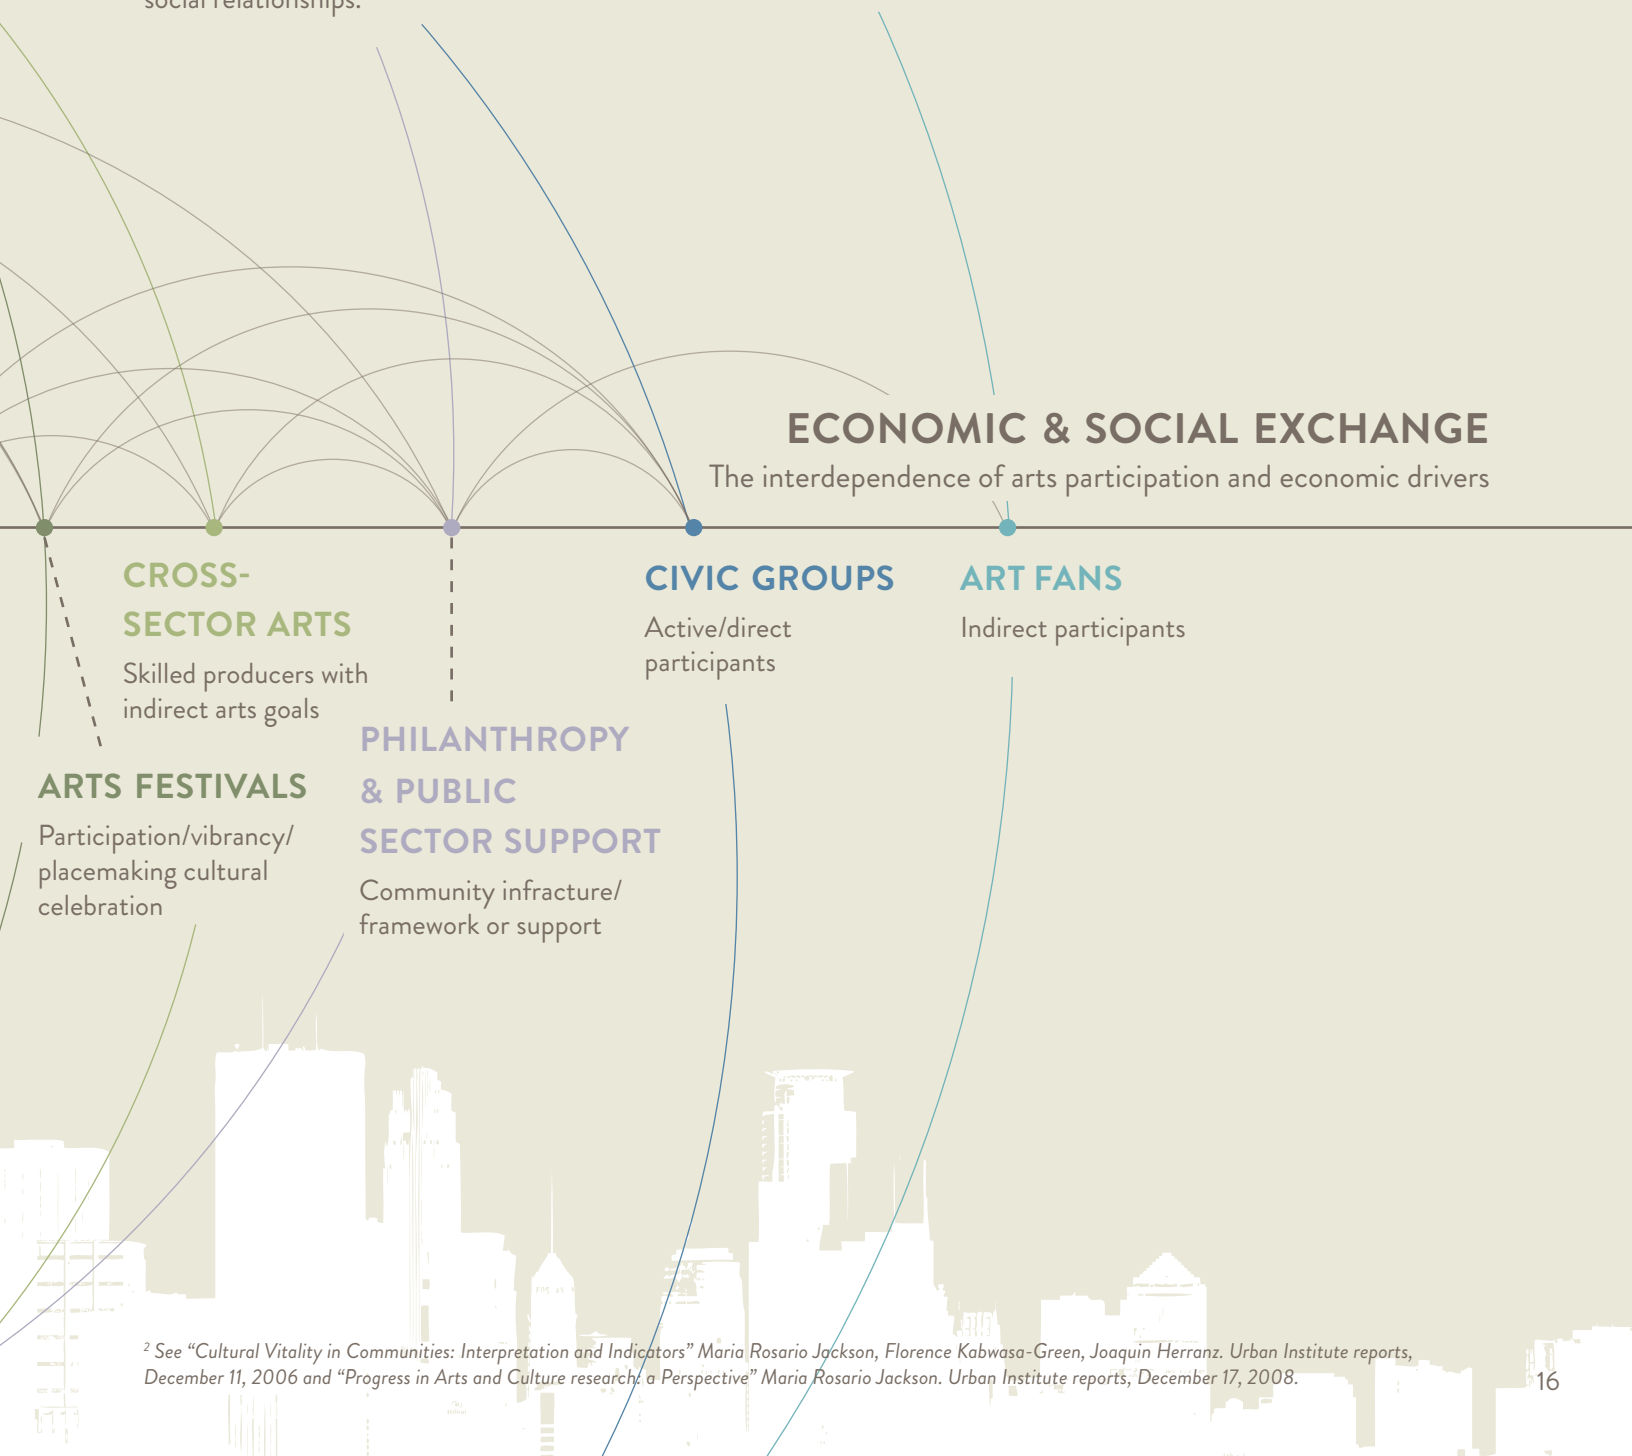 social relationships.
ECONOMIC & SOCIAL EXCHANGE
The interdependence of arts participation and economic drivers
CROSS-
SECTOR ARTS
Skilled producers with
indirect arts goals
CIVIC GROUPS
Active/direct
participants
ART FANS
Indirect participants
ARTS FESTIVALS
Participation/vibrancy/
placemaking cultural
celebration
PHILANTHROPY
& PUBLIC
SECTOR SUPPORT
Community infracture/
framework or support
² See “Cultural Vitality in Communities: Interpretation and Indicators” Maria Rosario Jackson, Florence Kabwasa-Green, Joaquin Herranz. Urban Institute reports,
December 11, 2006 and “Progress in Arts and Culture research: a Perspective” Maria Rosario Jackson. Urban Institute reports, December 17, 2008.
16